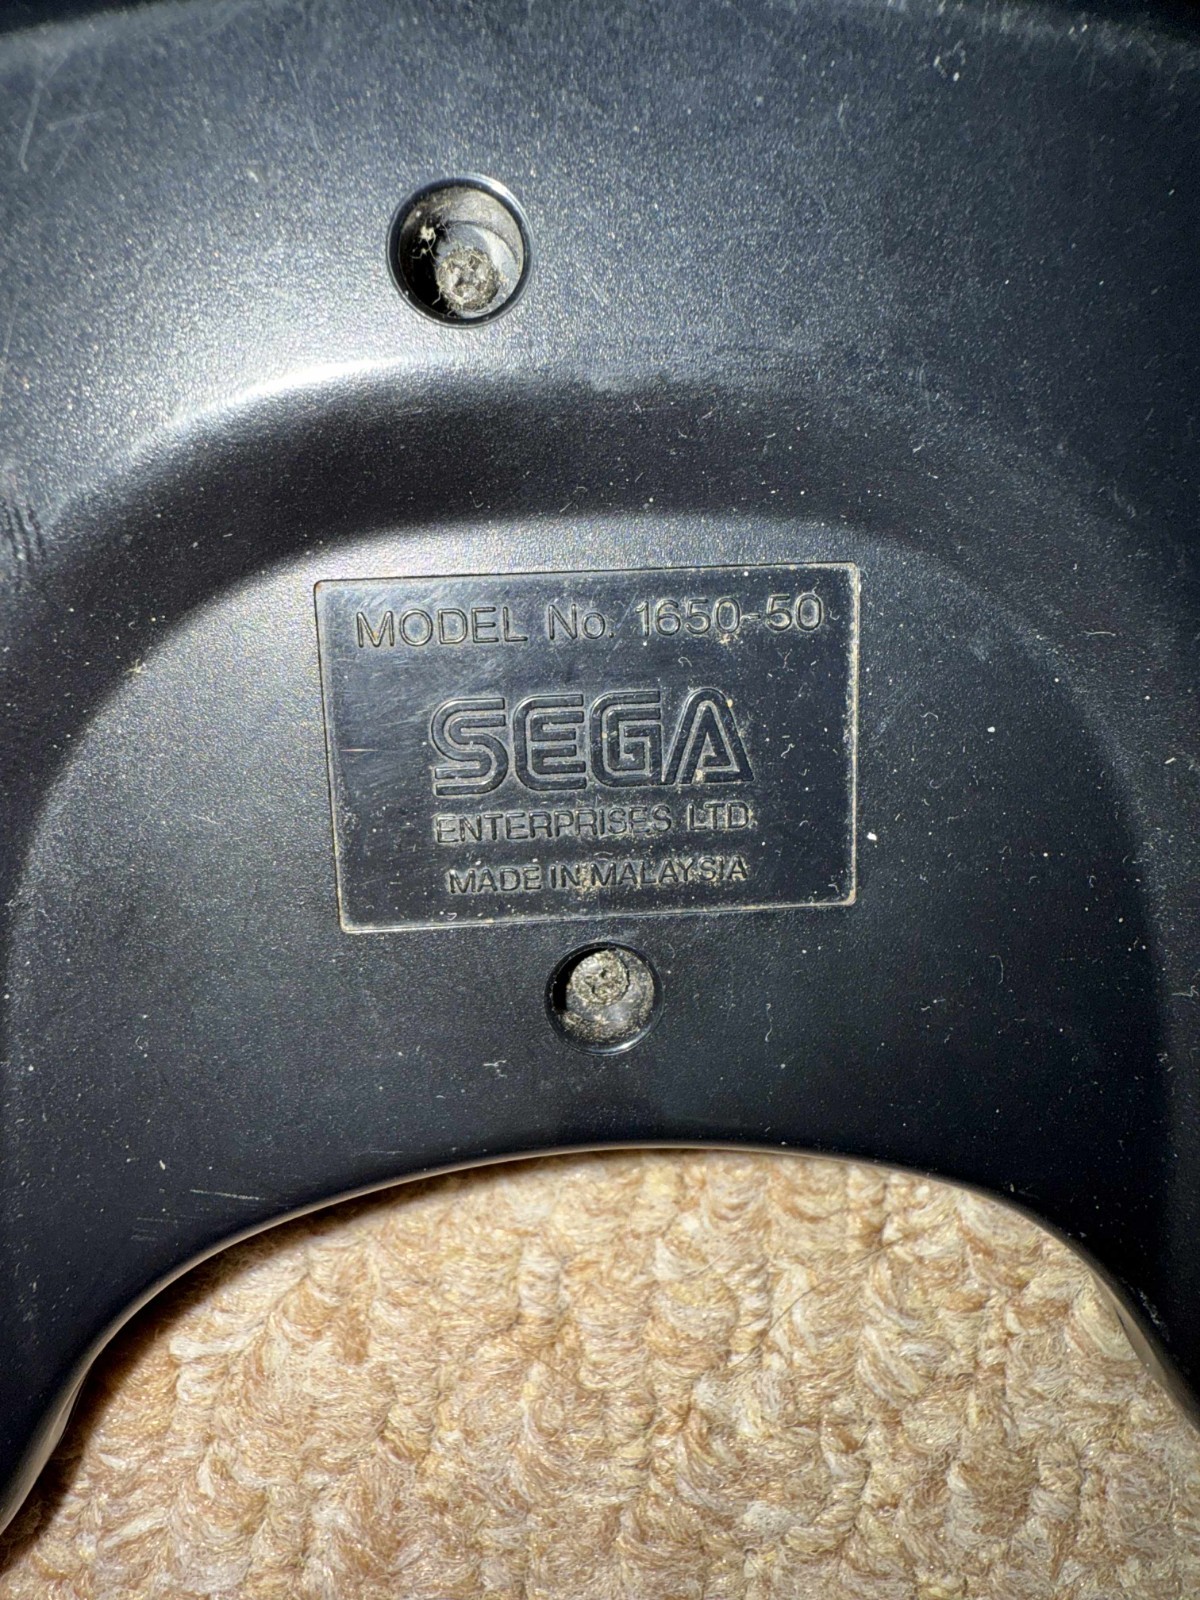 MODEL No. 1650-50
SEGA
ENTERPRISES LTD.
MADE IN MALAYSIA